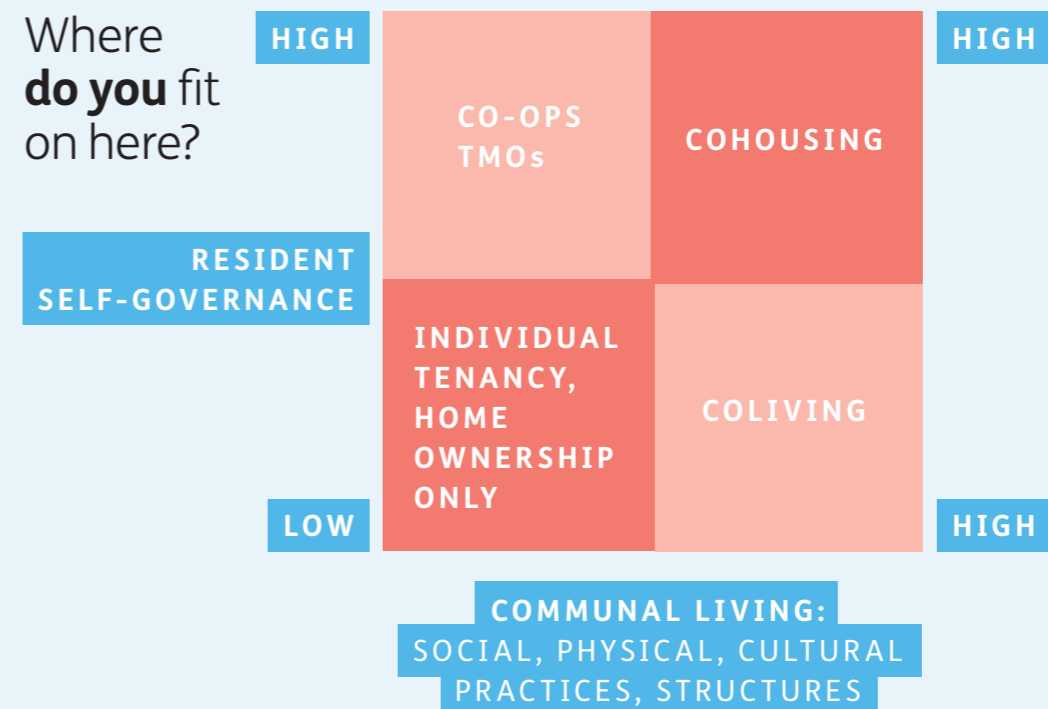 Where
do you fit
on here?
HIGH
HIGH
CO-OPS
TMOs
COHOUSING
RESIDENT
SELF-GOVERNANCE
INDIVIDUAL
TENANCY,
HOME
OWNERSHIP
ONLY
COLIVING
LOW
HIGH
COMMUNAL LIVING:
SOCIAL, PHYSICAL, CULTURAL
PRACTICES, STRUCTURES